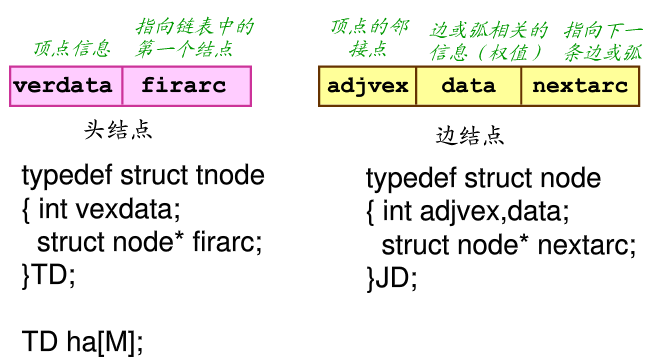 顶点信息
指向链表中的
第一个结点
verdata firarc
头结点
typedef struct tnode
{ int vexdata;
struct node* firarc;
}TD;
TD ha[M];
顶点的邻
接点
边或弧相关的
信息（权值）
指向下一
条边或弧
adjvex data nextarc
边结点
typedef struct node
{ int adjvex,data;
struct node* nextarc;
}JD;